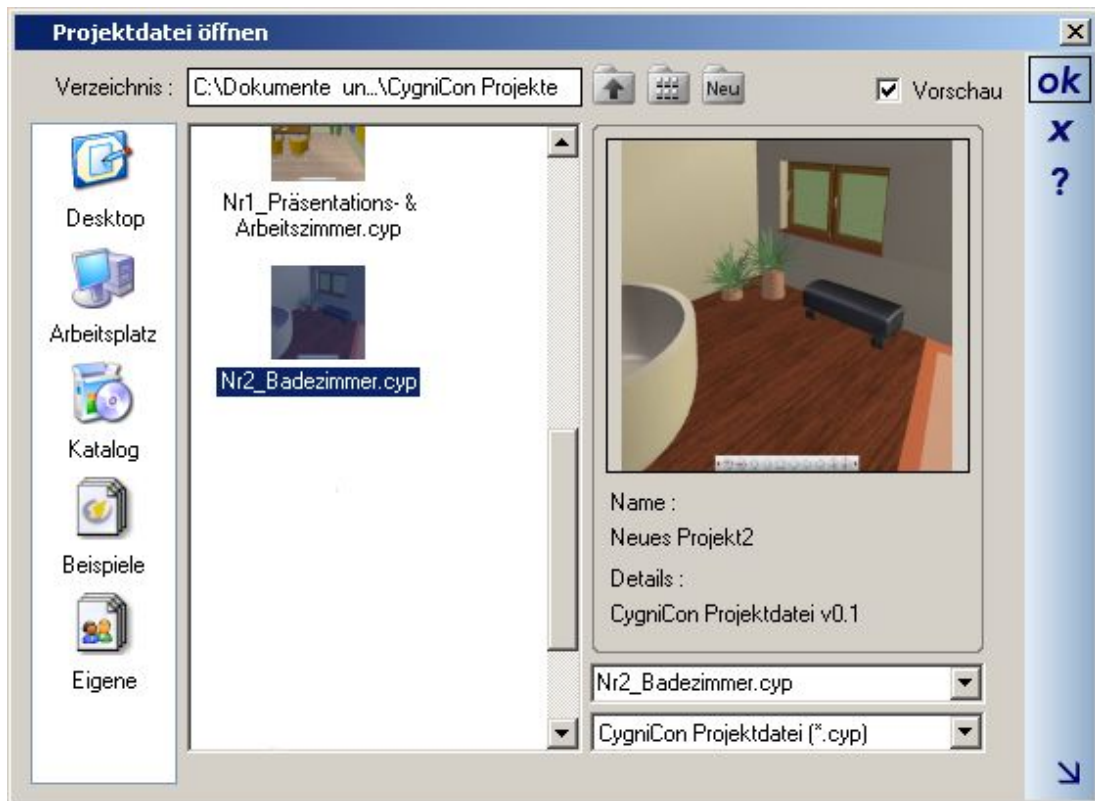 Projektdatei öffnen
Verzeichnis :
C:\Dokumente un...\CygniCon Projekte
Neu
Vorschau
ok
x
?
Desktop
Arbeitsplatz
Katalog
Beispiele
Eigene
Nr1_Präsentations- &
Arbeitszimmer.cyp
Nr2_Badezimmer.cyp
Name :
Neues Projekt2
Details :
CygniCon Projektdatei v0.1
Nr2_Badezimmer.cyp
CygniCon Projektdatei (*.cyp)